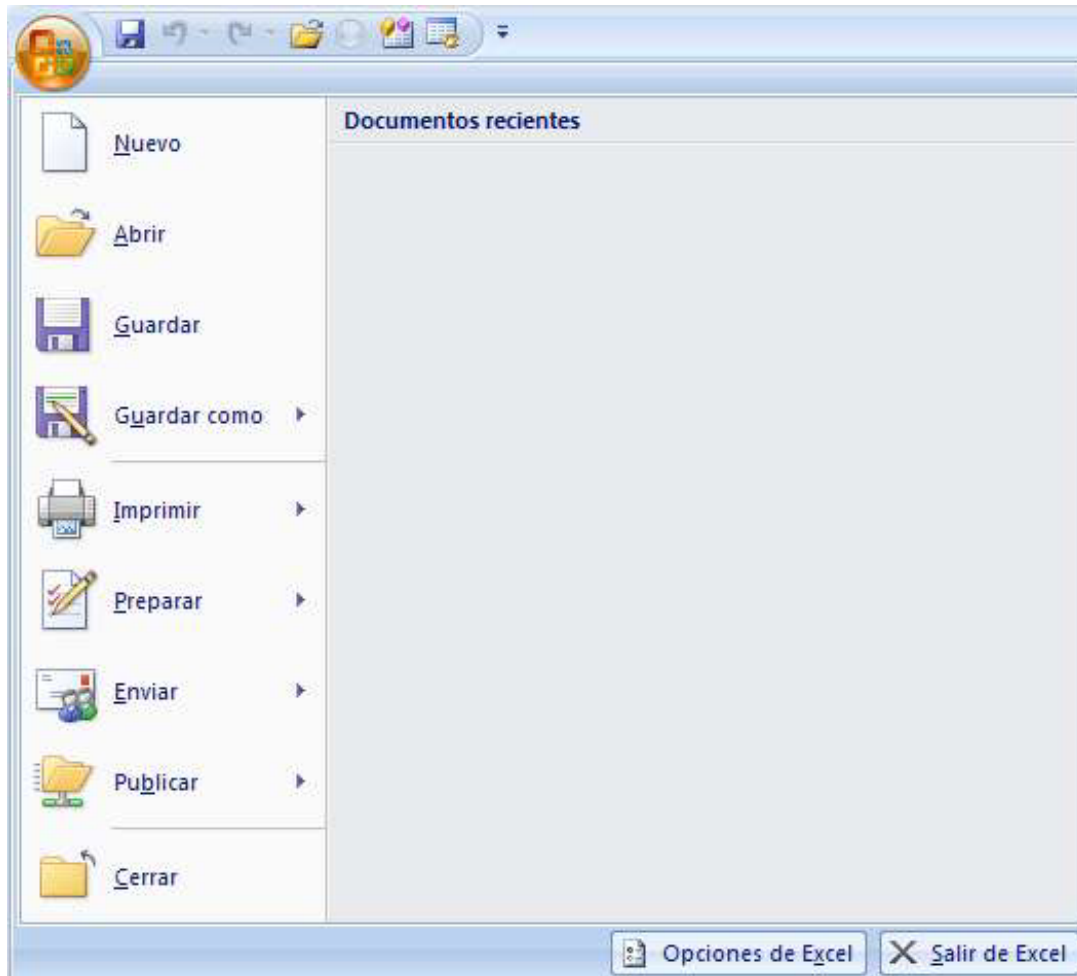 Documentos recientes
Nuevo
Abrir
Guardar
Guardar como
Imprimir
Preparar
Enviar
Publicar
Cerrar
Opciones de Excel
Salir de Excel